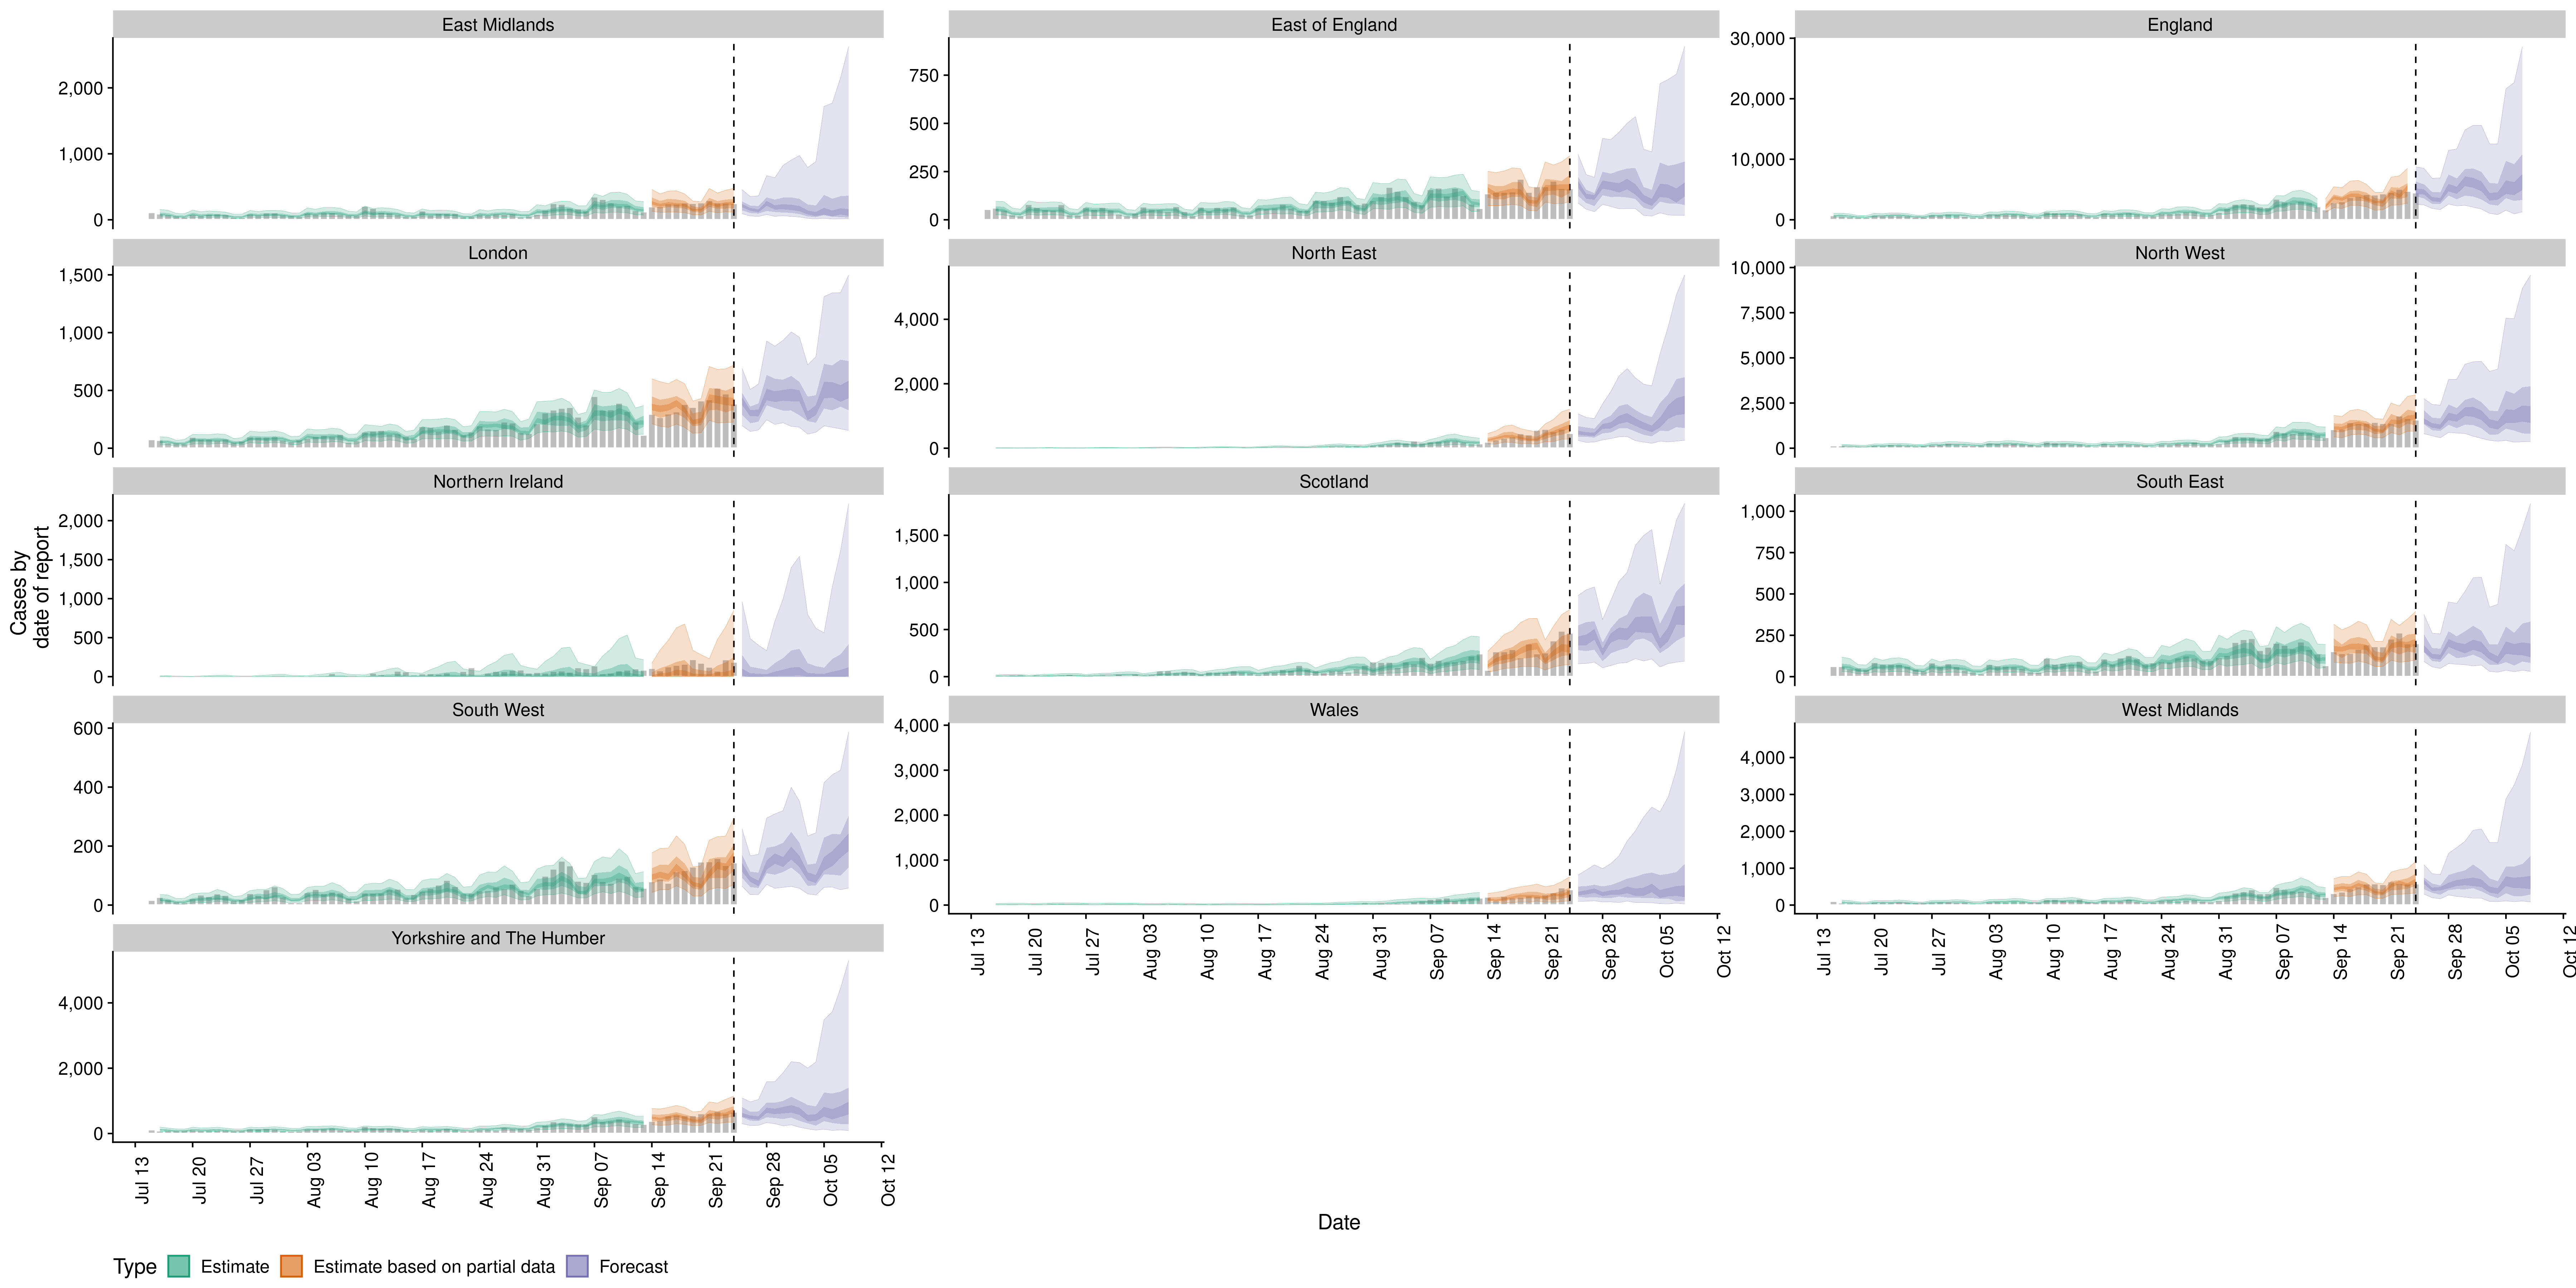 East Midlands
East of England
England
2,000
1,000
0
750
500
250
0
30,000
20,000
10,000
0
London
North East
North West
1,500
1,000
500
0
4,000
2,000
0
10,000
7,500
5,000
2,500
0
Northern Ireland
Scotland
South East
2,000
1,500
1,000
500
0
1,500
1,000
500
0
1,000
750
500
250
0
Cases by
date of report
South West
Wales
West Midlands
600
400
200
0
4,000
3,000
2,000
1,000
0
4,000
3,000
2,000
1,000
0
Jul 13 Jul 20 Jul 27 Aug 03 Aug 10 Aug 17 Aug 24 Aug 31 Sep 07 Sep 14 Sep 21 Sep 28 Oct 05 Oct 12
Jul 13 Jul 20 Jul 27 Aug 03 Aug 10 Aug 17 Aug 24 Aug 31 Sep 07 Sep 14 Sep 21 Sep 28 Oct 05 Oct 12
Yorkshire and The Humber
4,000
2,000
0
Jul 13 Jul 20 Jul 27 Aug 03 Aug 10 Aug 17 Aug 24 Aug 31 Sep 07 Sep 14 Sep 21 Sep 28 Oct 05 Oct 12
Date
Type Estimate Estimate based on partial data Forecast